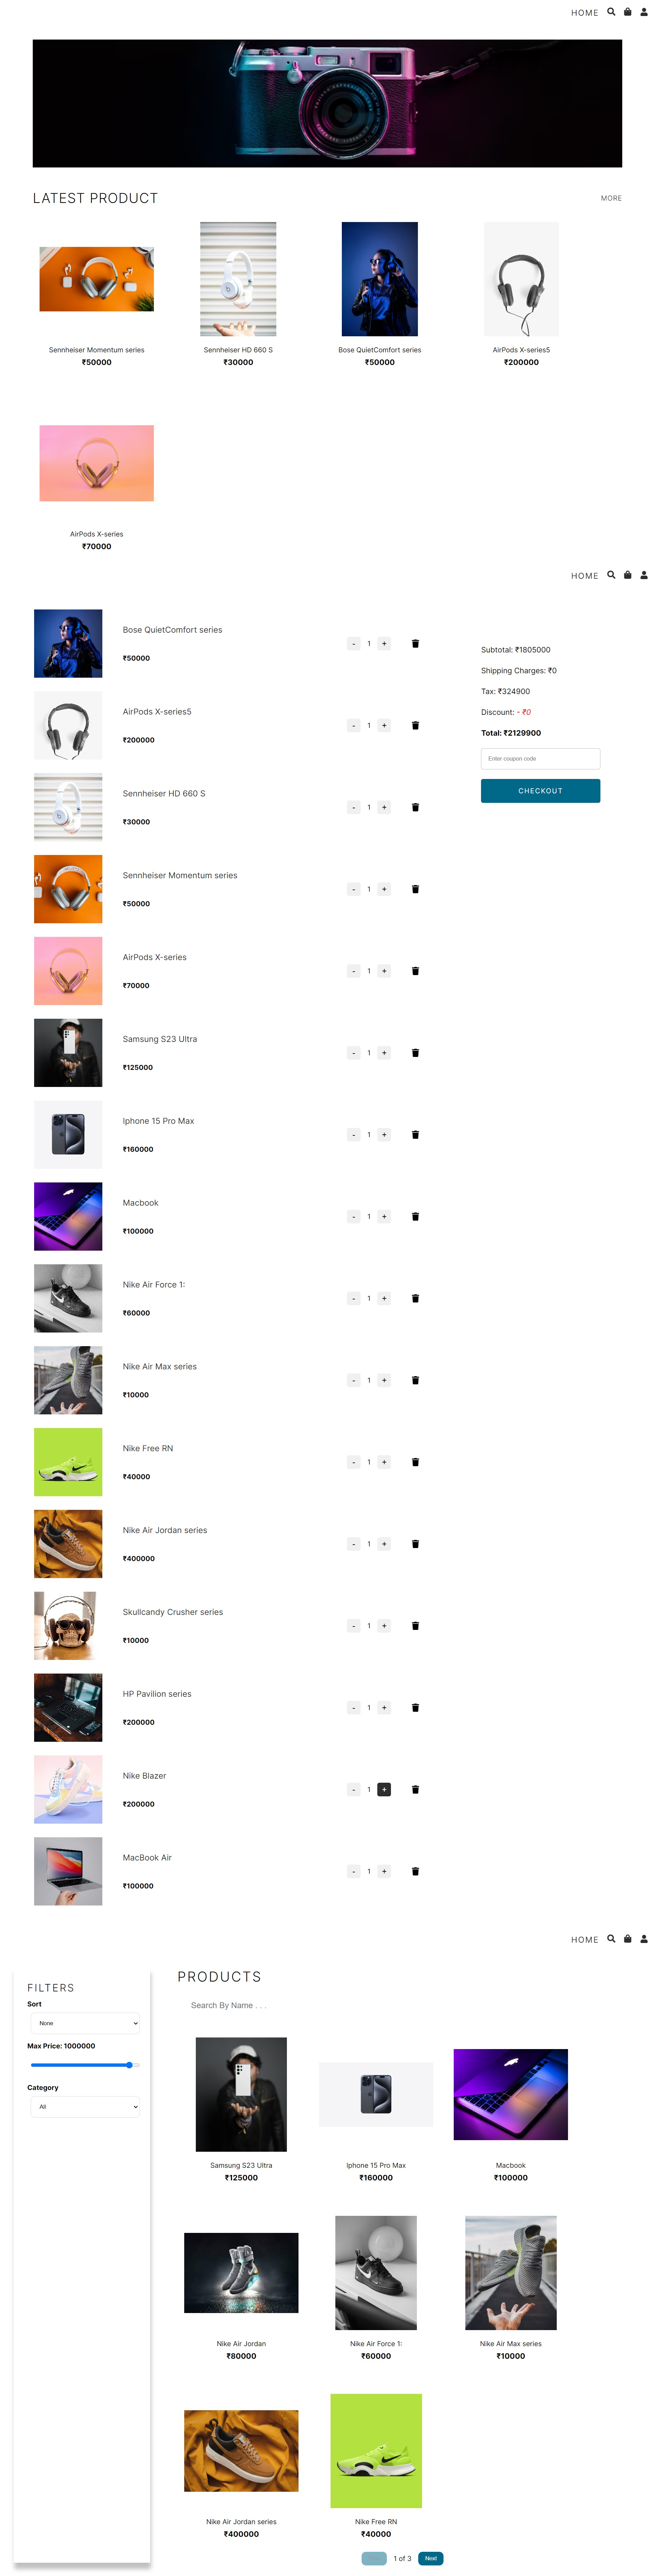 HOME
LATEST PRODUCT
MORE
Sennheiser Momentum series
₹50000
Sennheiser HD 660 S
₹30000
Bose QuietComfort series
₹50000
AirPods X-series5
₹200000
AirPods X-series
₹70000
HOME
Bose QuietComfort series
₹50000
- 1 +
AirPods X-series5
₹200000
- 1 +
Sennheiser HD 660 S
₹30000
- 1 +
Sennheiser Momentum series
₹50000
- 1 +
AirPods X-series
₹70000
- 1 +
Samsung S23 Ultra
₹125000
- 1 +
Iphone 15 Pro Max
₹160000
- 1 +
Macbook
₹100000
- 1 +
Nike Air Force 1:
₹60000
- 1 +
Nike Air Max series
₹10000
- 1 +
Nike Free RN
₹40000
- 1 +
Nike Air Jordan series
₹400000
- 1 +
Skullcandy Crusher series
₹10000
- 1 +
HP Pavilion series
₹200000
- 1 +
Nike Blazer
₹200000
- 1 +
MacBook Air
₹100000
- 1 +
Subtotal: ₹1805000
Shipping Charges: ₹0
Tax: ₹324900
Discount: - ₹0
Total: ₹2129900
Enter coupon code
CHECKOUT
HOME
FILTERS
Sort
None
Max Price: 1000000
Category
All
PRODUCTS
Search By Name . . .
Samsung S23 Ultra
₹125000
Iphone 15 Pro Max
₹160000
Macbook
₹100000
Nike Air Jordan
₹80000
Nike Air Force 1:
₹60000
Nike Air Max series
₹10000
Nike Air Jordan series
₹400000
Nike Free RN
₹40000
1 of 3
Next